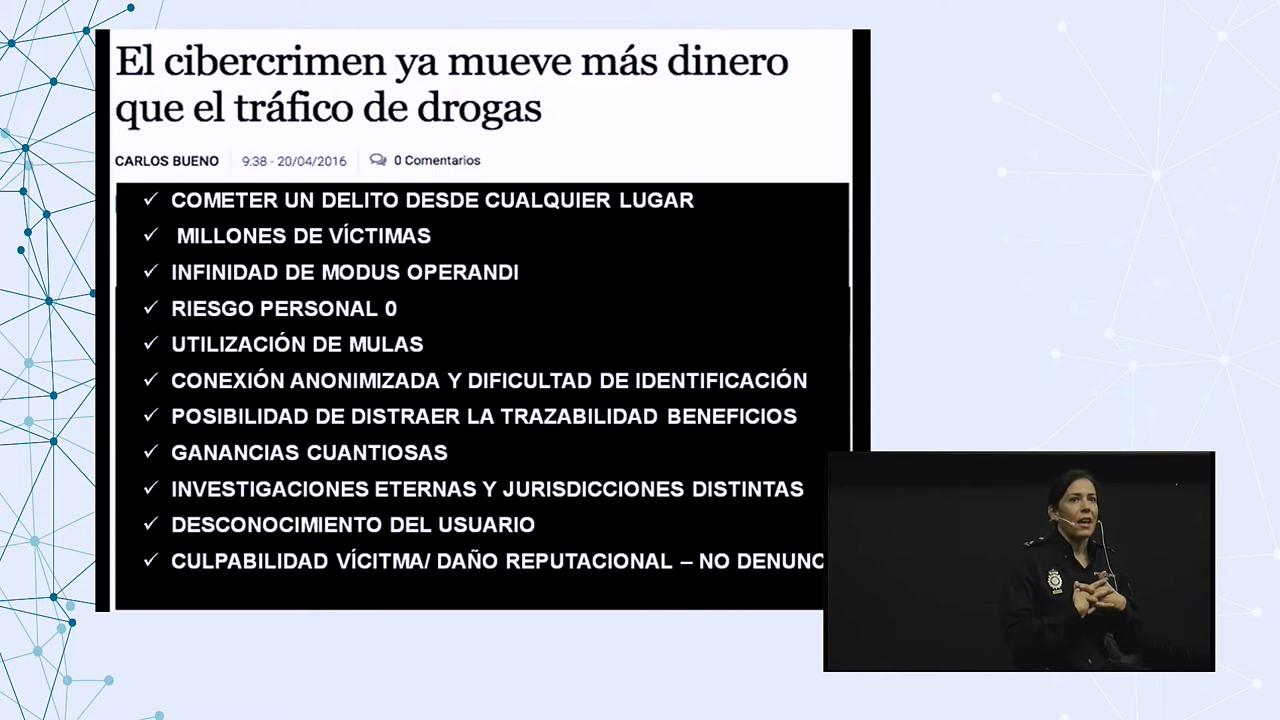 El cibercrimen ya mueve más dinero
que el tráfico de drogas
CARLOS BUENO 9:38 - 20/04/2016 0 Comentarios
✓ COMETER UN DELITO DESDE CUALQUIER LUGAR
✓ MILLONES DE VÍCTIMAS
✓ INFINIDAD DE MODUS OPERANDI
✓ RIESGO PERSONAL 0
✓ UTILIZACIÓN DE MULAS
✓ CONEXIÓN ANONIMIZADA Y DIFICULTAD DE IDENTIFICACIÓN
✓ POSIBILIDAD DE DISTRAER LA TRAZABILIDAD BENEFICIOS
✓ GANANCIAS CUANTIOSAS
✓ INVESTIGACIONES ETERNAS Y JURISDICCIONES DISTINTAS
✓ DESCONOCIMIENTO DEL USUARIO
✓ CULPABILIDAD VÍCITMA/ DAÑO REPUTACIONAL – NO DENUNC